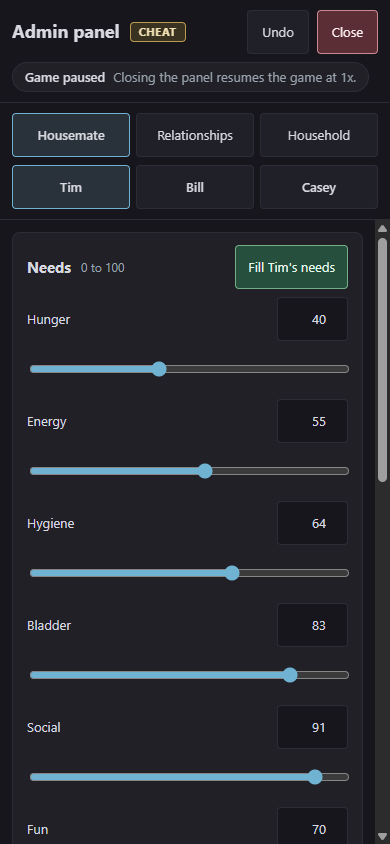 Admin panel CHEAT Undo Close
Game paused Closing the panel resumes the game at 1x.
Housemate Relationships Household
Tim Bill Casey
Needs 0 to 100 Fill Tim's needs
Hunger 40
Energy 55
Hygiene 64
Bladder 83
Social 91
Fun 70